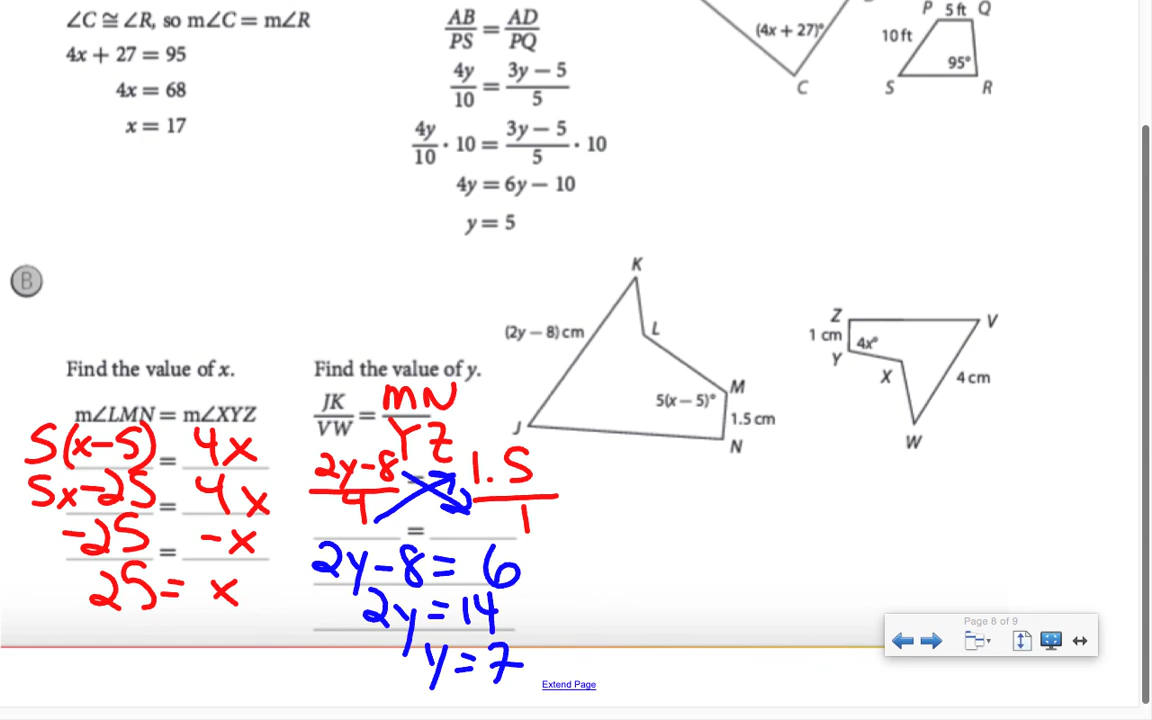 ∠C ≅ ∠R, so m∠C = m∠R
4x + 27 = 95
4x = 68
x = 17
AB/PS = AD/PQ
4y/10 = 3y − 5/5
4y/10 · 10 = 3y − 5/5 · 10
4y = 6y − 10
y = 5
(4x + 27)°
C
P 5 ft Q
10 ft
95°
S R
B
Find the value of x.
m∠LMN = m∠XYZ
5(x−5) = 4x
5x−25 = 4x
−25 = −x
25 = x
Find the value of y.
JK/VW = MN/YZ
2y−8/4 = 1.5/1
=
2y−8 = 6
2y = 14
y = 7
K
(2y − 8) cm
L
M
5(x − 5)°
1.5 cm
J
N
Z V
1 cm
4x°
Y
X
4 cm
W
Page 8 of 9
Extend Page